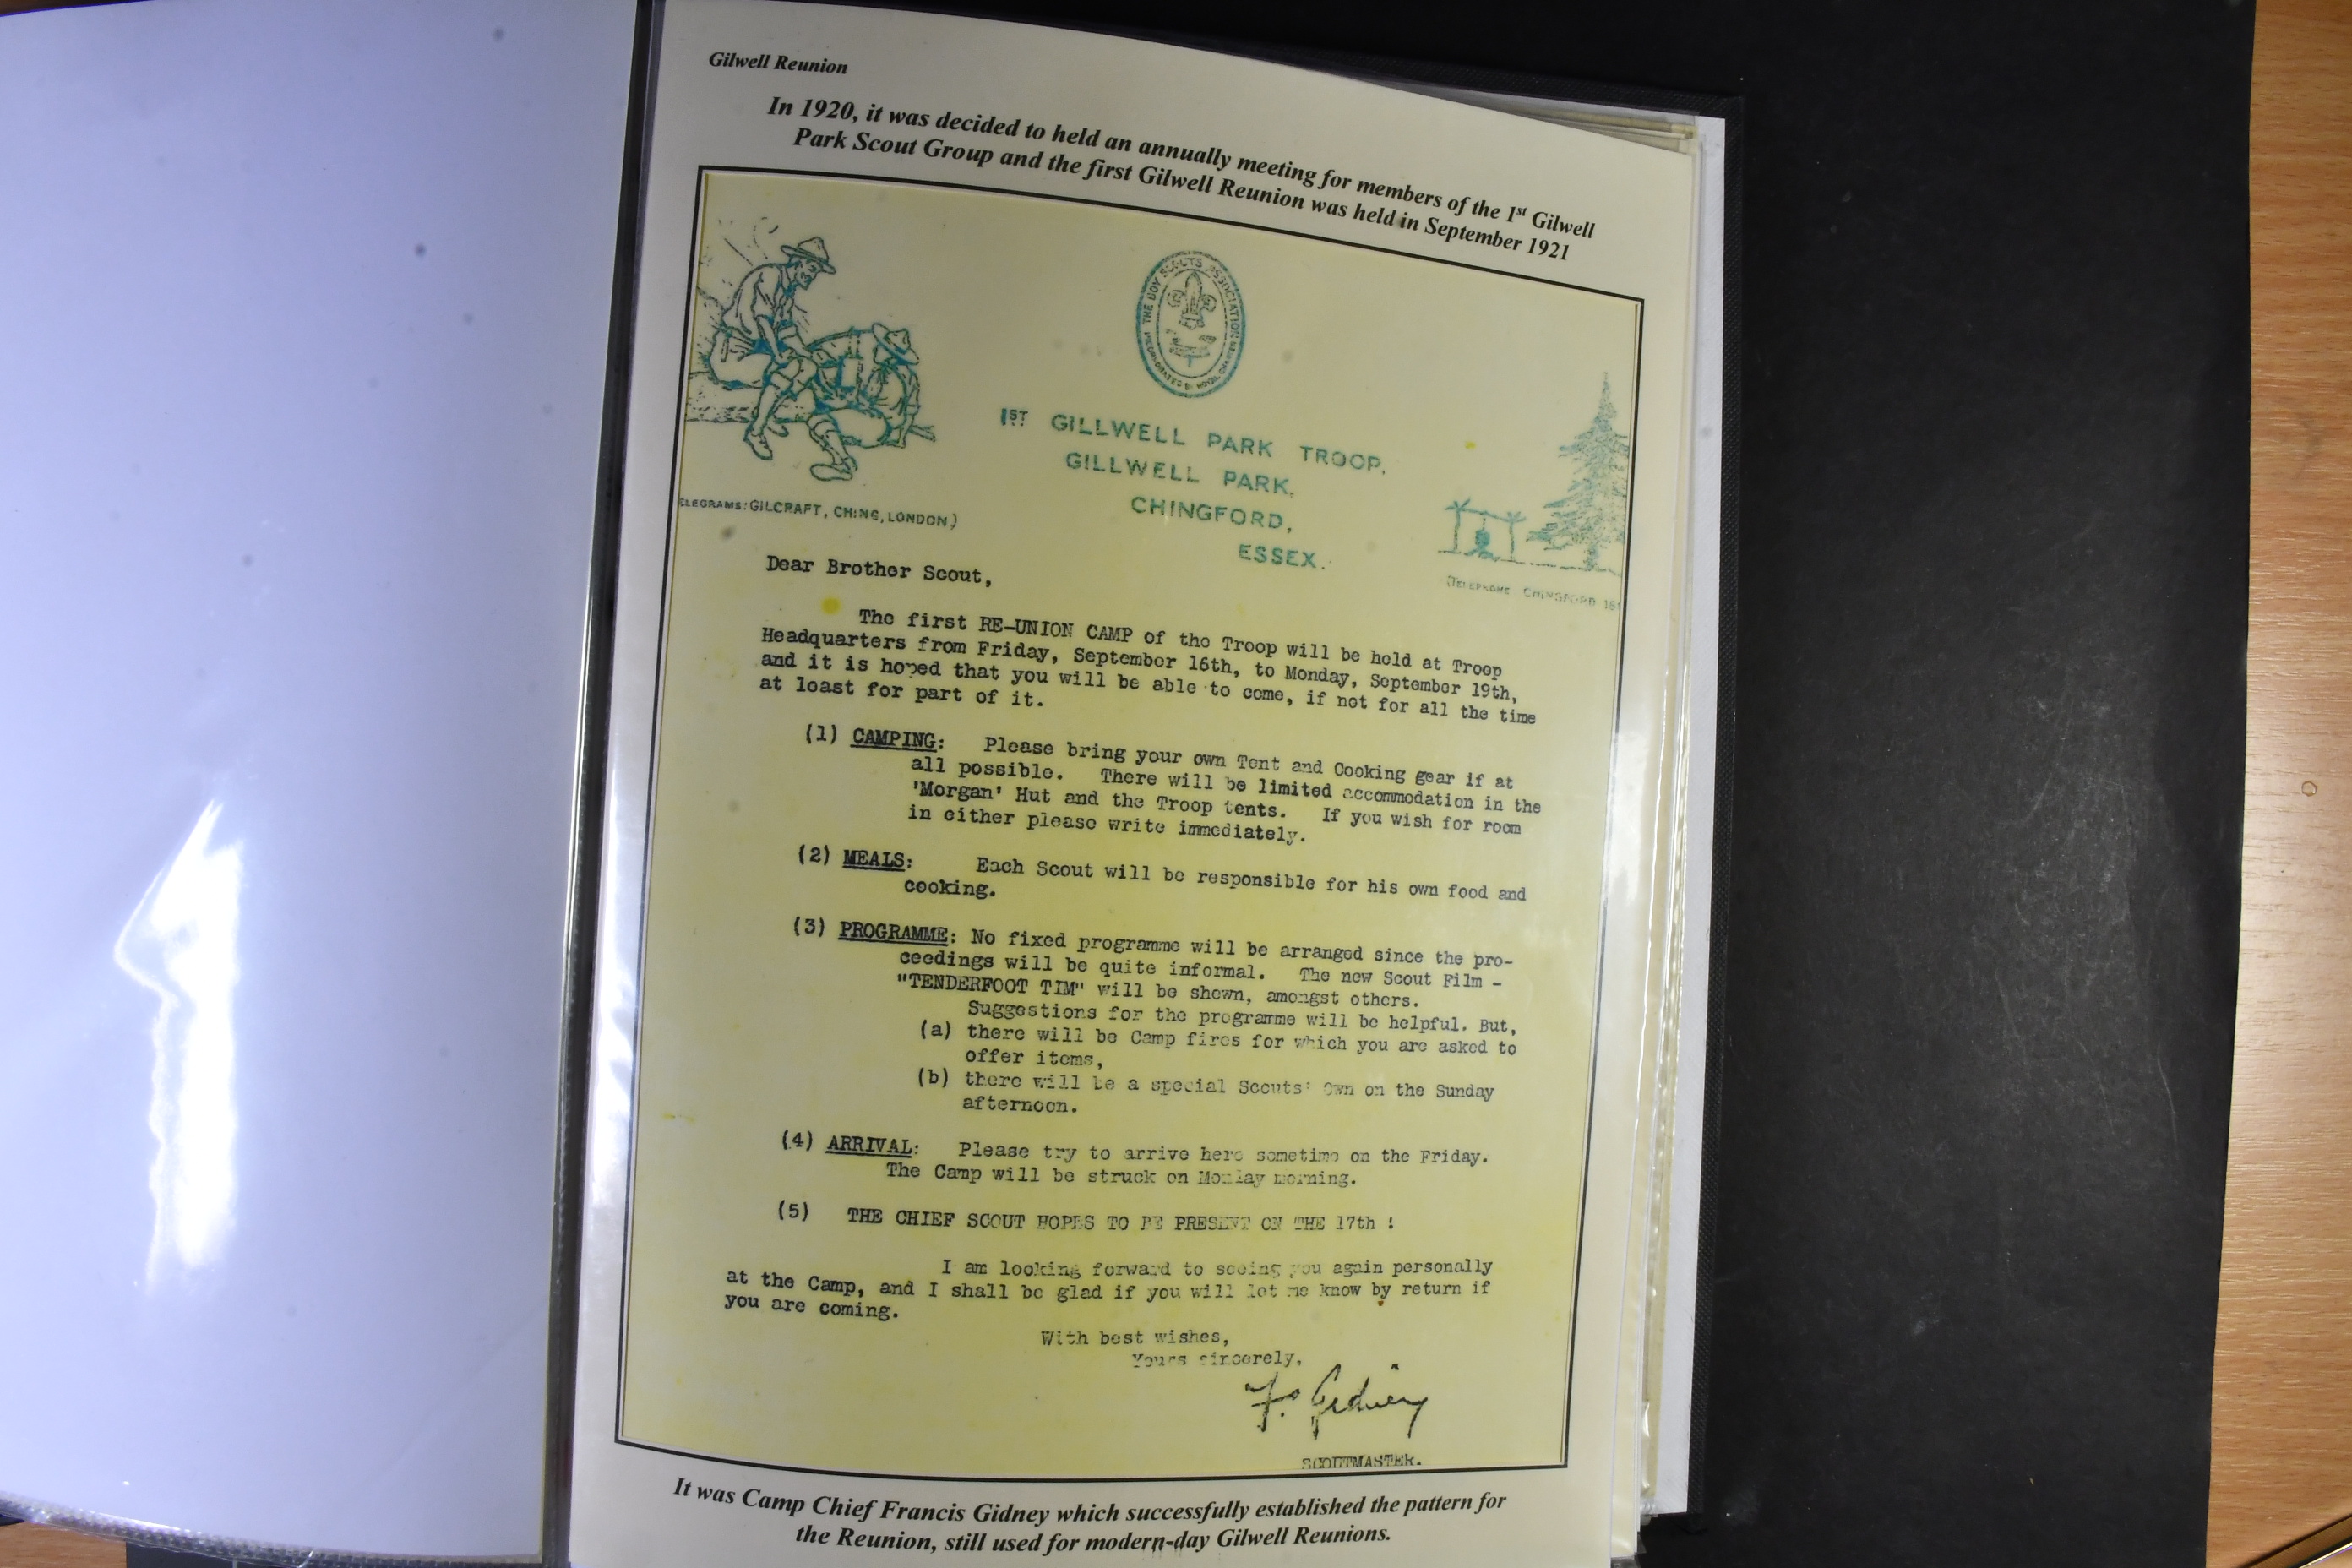 Gilwell Reunion
In 1920, it was decided to held an annually meeting for members of the 1st Gilwell
Park Scout Group and the first Gilwell Reunion was held in September 1921
THE BOY SCOUTS ASSOCIATION
INCORPORATED BY ROYAL CHARTER
1ST GILLWELL PARK TROOP,
GILLWELL PARK,
CHINGFORD,
ESSEX.
ELEGRAMS: GILCRAFT, CHING, LONDON.)
(TELEPHONE CHINGFORD 16
Dear Brother Scout,
The first RE-UNION CAMP of the Troop will be held at Troop
Headquarters from Friday, September 16th, to Monday, September 19th,
and it is hoped that you will be able to come, if not for all the time
at least for part of it.
(1) CAMPING: Please bring your own Tent and Cooking gear if at
all possible. There will be limited accommodation in the
'Morgan' Hut and the Troop tents. If you wish for room
in either please write immediately.
(2) MEALS: Each Scout will be responsible for his own food and
cooking.
(3) PROGRAMME: No fixed programme will be arranged since the pro-
ceedings will be quite informal. The new Scout Film -
"TENDERFOOT TIM" will be shown, amongst others.
Suggestions for the programme will be helpful. But,
(a) there will be Camp fires for which you are asked to
offer items,
(b) there will be a special Scouts' Own on the Sunday
afternoon.
(4) ARRIVAL: Please try to arrive here sometime on the Friday.
The Camp will be struck on Monday morning.
(5) THE CHIEF SCOUT HOPES TO BE PRESENT ON THE 17th !
I am looking forward to seeing you again personally
at the Camp, and I shall be glad if you will let me know by return if
you are coming.
With best wishes,
Yours sincerely,
F. Gidney
SCOUTMASTER.
It was Camp Chief Francis Gidney which successfully established the pattern for
the Reunion, still used for modern-day Gilwell Reunions.